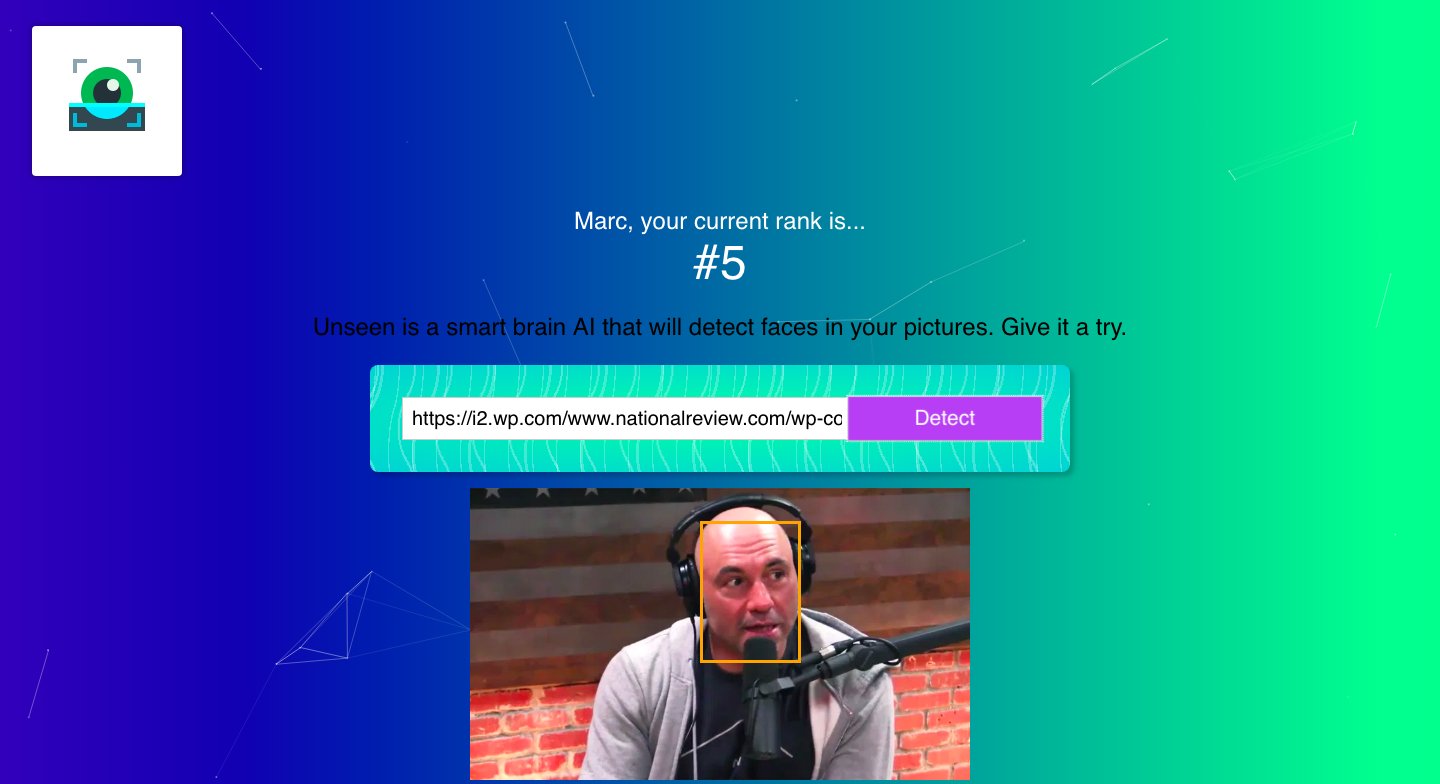 Marc, your current rank is...
#5
Unseen is a smart brain AI that will detect faces in your pictures. Give it a try.
https://i2.wp.com/www.nationalreview.com/wp-co Detect